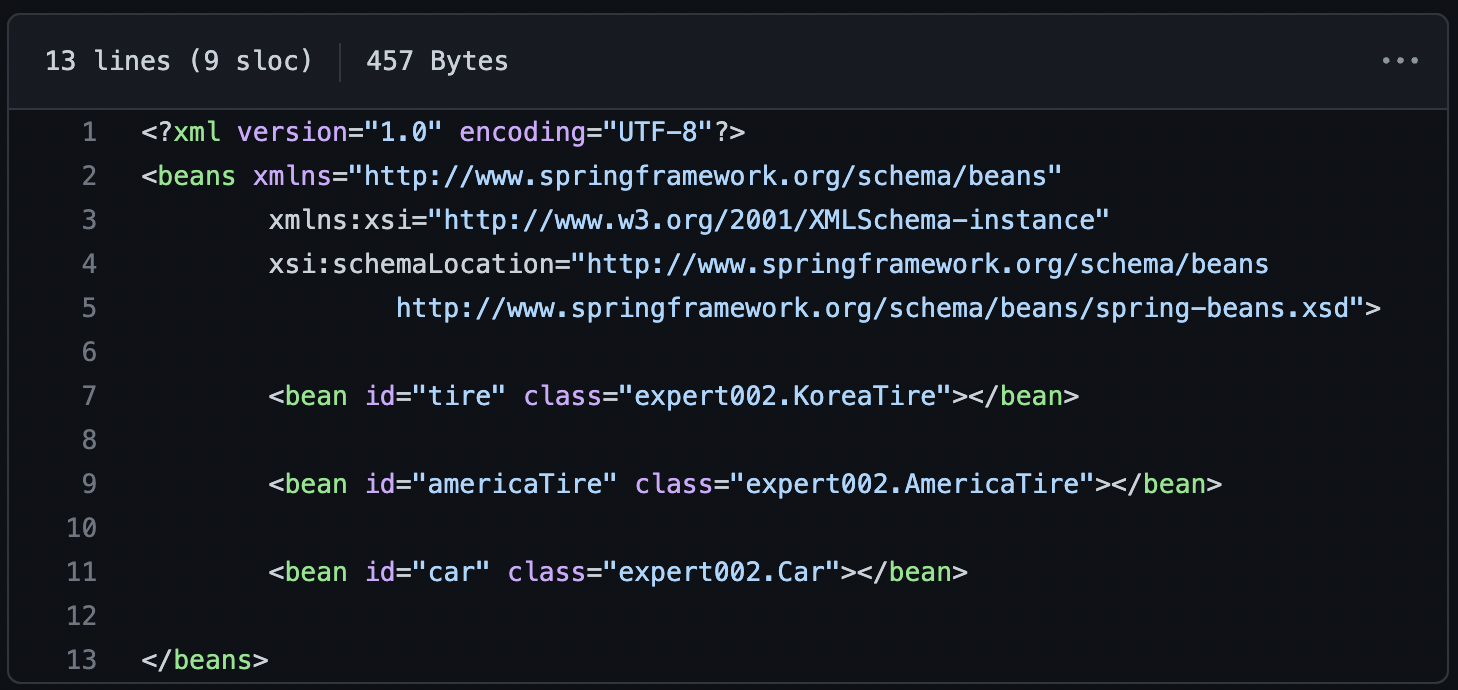 13 lines (9 sloc) 457 Bytes
1 <?xml version="1.0" encoding="UTF-8"?>
2 <beans xmlns="http://www.springframework.org/schema/beans"
3 xmlns:xsi="http://www.w3.org/2001/XMLSchema-instance"
4 xsi:schemaLocation="http://www.springframework.org/schema/beans
5 http://www.springframework.org/schema/beans/spring-beans.xsd">
6
7 <bean id="tire" class="expert002.KoreaTire"></bean>
8
9 <bean id="americaTire" class="expert002.AmericaTire"></bean>
10
11 <bean id="car" class="expert002.Car"></bean>
12
13 </beans>